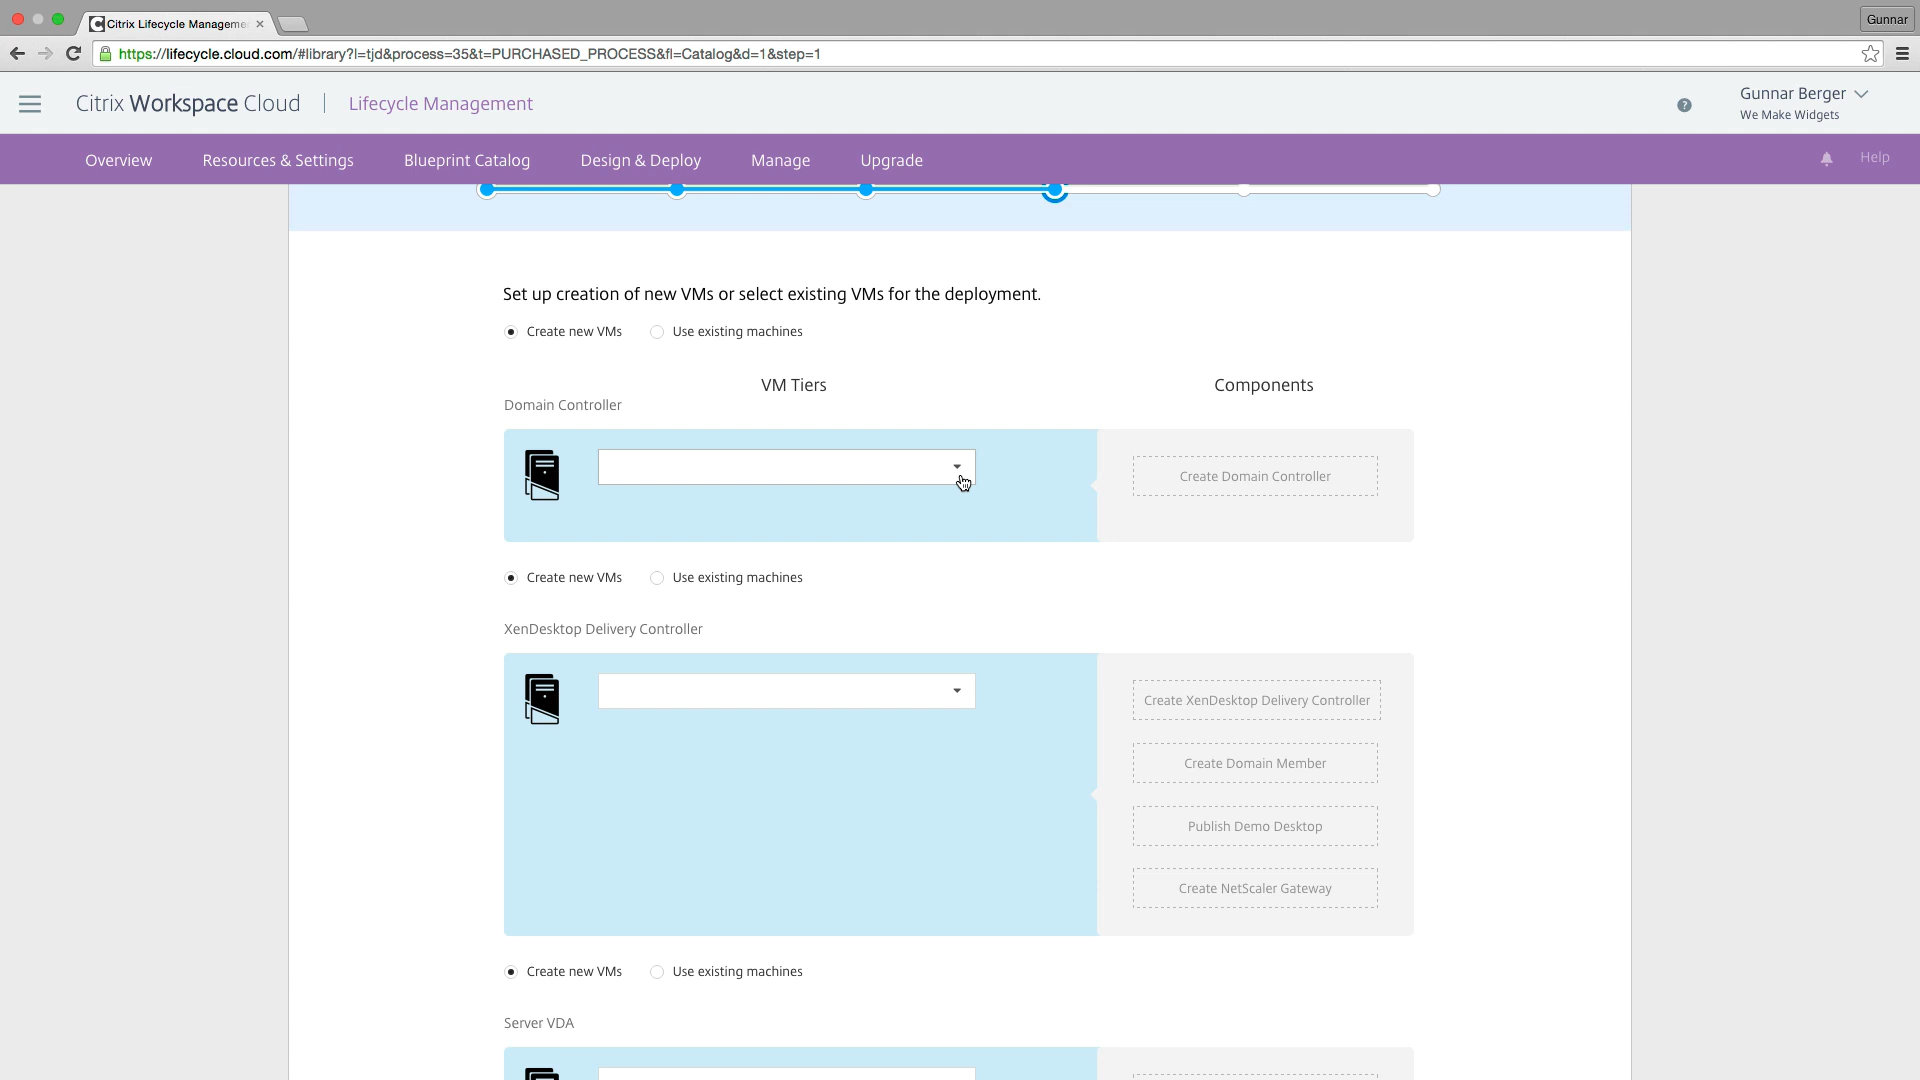 Citrix Lifecycle Manageme
Gunnar
https://lifecycle.cloud.com/#library?l=tjd&process=35&t=PURCHASED_PROCESS&fl=Catalog&d=1&step=1
Citrix Workspace Cloud
Lifecycle Management
?
Gunnar Berger
We Make Widgets
Overview
Resources & Settings
Blueprint Catalog
Design & Deploy
Manage
Upgrade
Help
Set up creation of new VMs or select existing VMs for the deployment.
Create new VMs
Use existing machines
VM Tiers
Components
Domain Controller
Create Domain Controller
Create new VMs
Use existing machines
XenDesktop Delivery Controller
Create XenDesktop Delivery Controller
Create Domain Member
Publish Demo Desktop
Create NetScaler Gateway
Create new VMs
Use existing machines
Server VDA